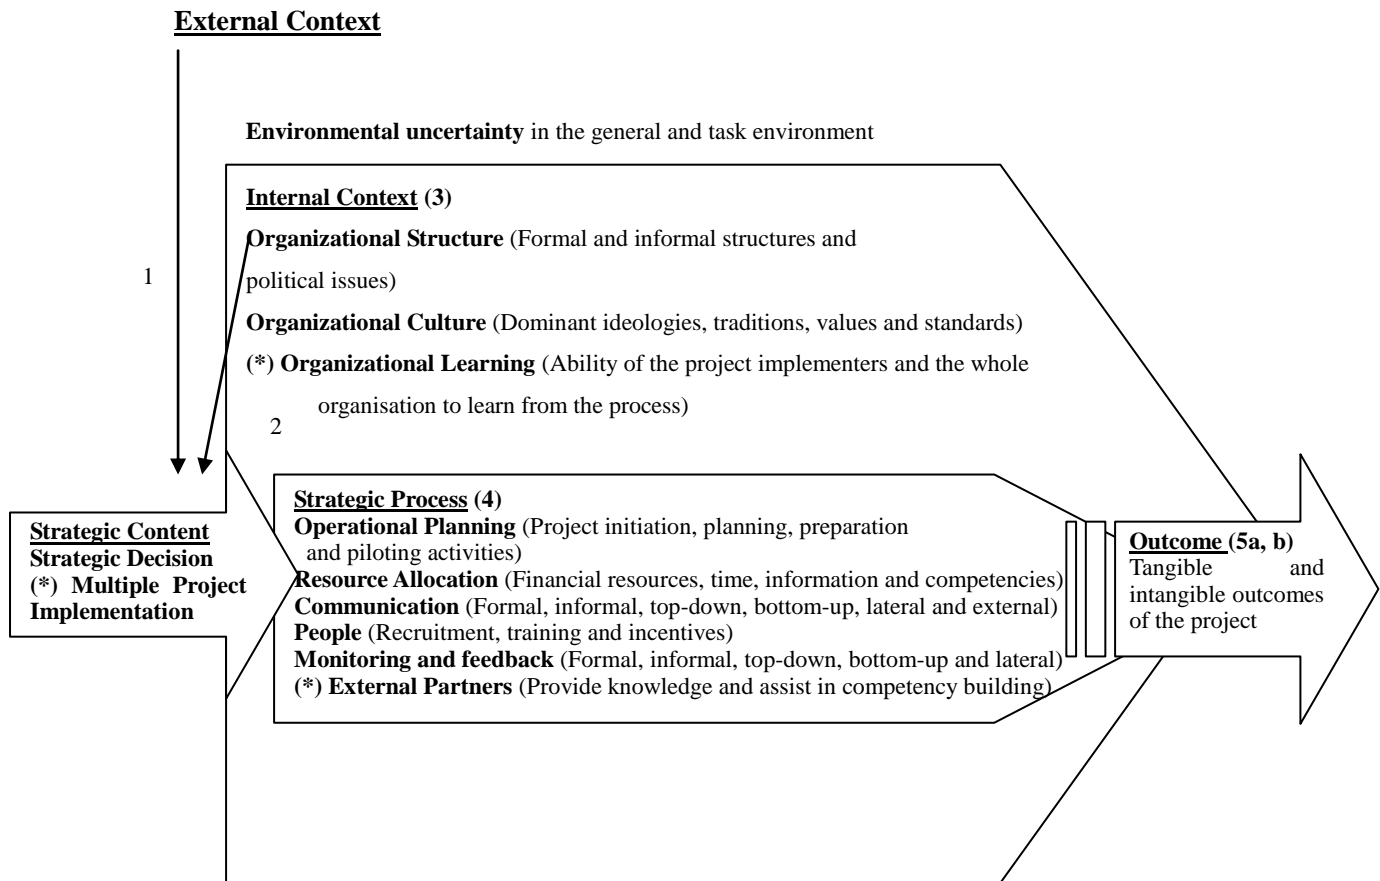 External Context
Environmental uncertainty in the general and task environment
Internal Context (3)
Organizational Structure (Formal and informal structures and
political issues)
1
Organizational Culture (Dominant ideologies, traditions, values and standards)
(*) Organizational Learning (Ability of the project implementers and the whole
organisation to learn from the process)
2
Strategic Content
Strategic Decision
(*) Multiple Project
Implementation
Strategic Process (4)
Operational Planning (Project initiation, planning, preparation
and piloting activities)
Resource Allocation (Financial resources, time, information and competencies)
Communication (Formal, informal, top-down, bottom-up, lateral and external)
People (Recruitment, training and incentives)
Monitoring and feedback (Formal, informal, top-down, bottom-up and lateral)
(*) External Partners (Provide knowledge and assist in competency building)
Outcome (5a, b)
Tangible and
intangible outcomes
of the project